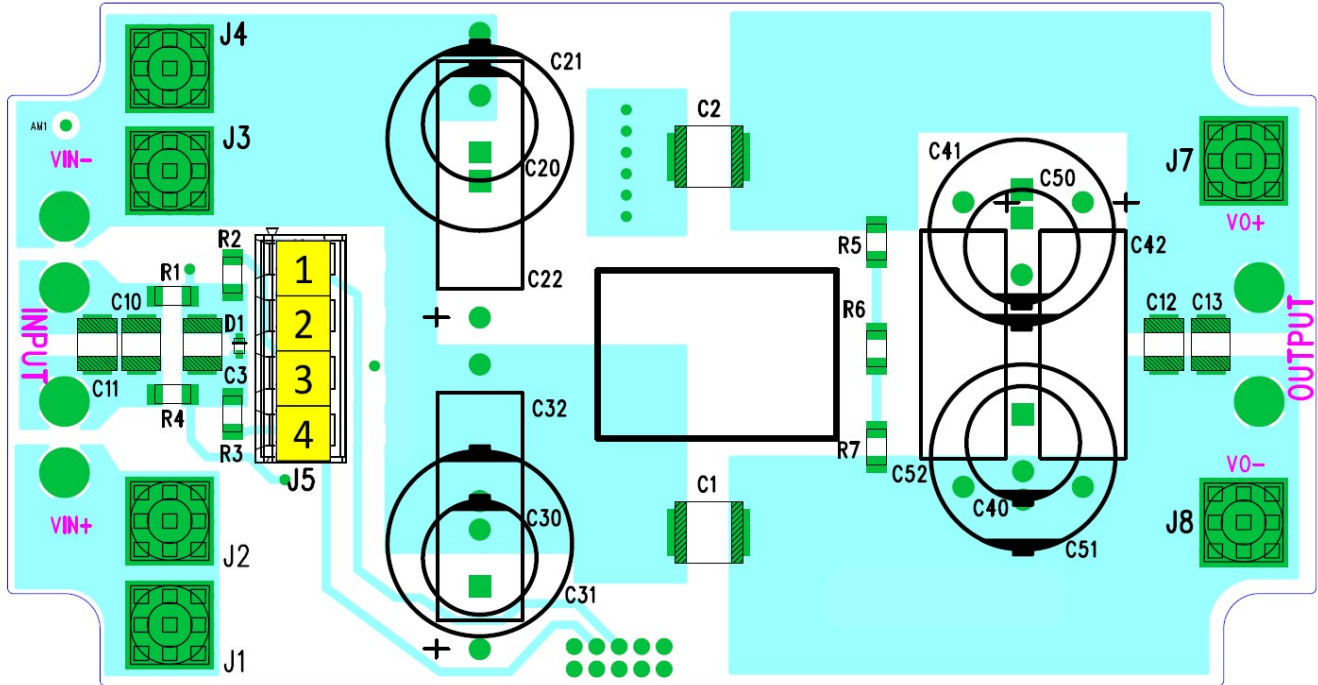 J4
C21
C2
AM1
VIN-
J3
C20
C41
C50
J7
VO+
R2
R5
C42
R1
1
C22
C10
2
R6
C12
C13
INPUT
D1
OUTPUT
C11
C3
3
R4
C32
4
R3
R7
VO-
J5
C52
C1
C40
VIN+
C30
J8
J2
C51
C31
J1